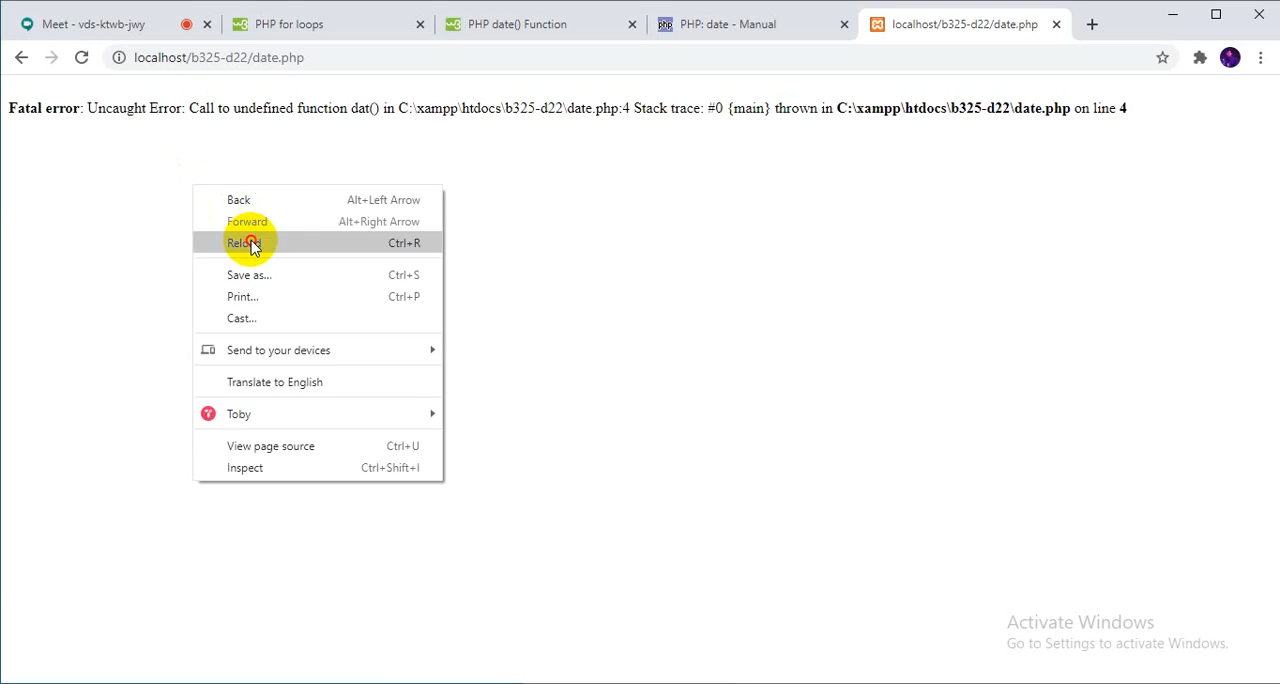 Meet - vds-ktwb-jwy
PHP for loops
PHP date() Function
PHP: date - Manual
localhost/b325-d22/date.php
localhost/b325-d22/date.php
Fatal error: Uncaught Error: Call to undefined function dat() in C:\xampp\htdocs\b325-d22\date.php:4 Stack trace: #0 {main} thrown in C:\xampp\htdocs\b325-d22\date.php on line 4
Back Alt+Left Arrow
Forward Alt+Right Arrow
Reload Ctrl+R
Save as... Ctrl+S
Print... Ctrl+P
Cast...
Send to your devices
Translate to English
Toby
View page source Ctrl+U
Inspect Ctrl+Shift+I
Activate Windows
Go to Settings to activate Windows.